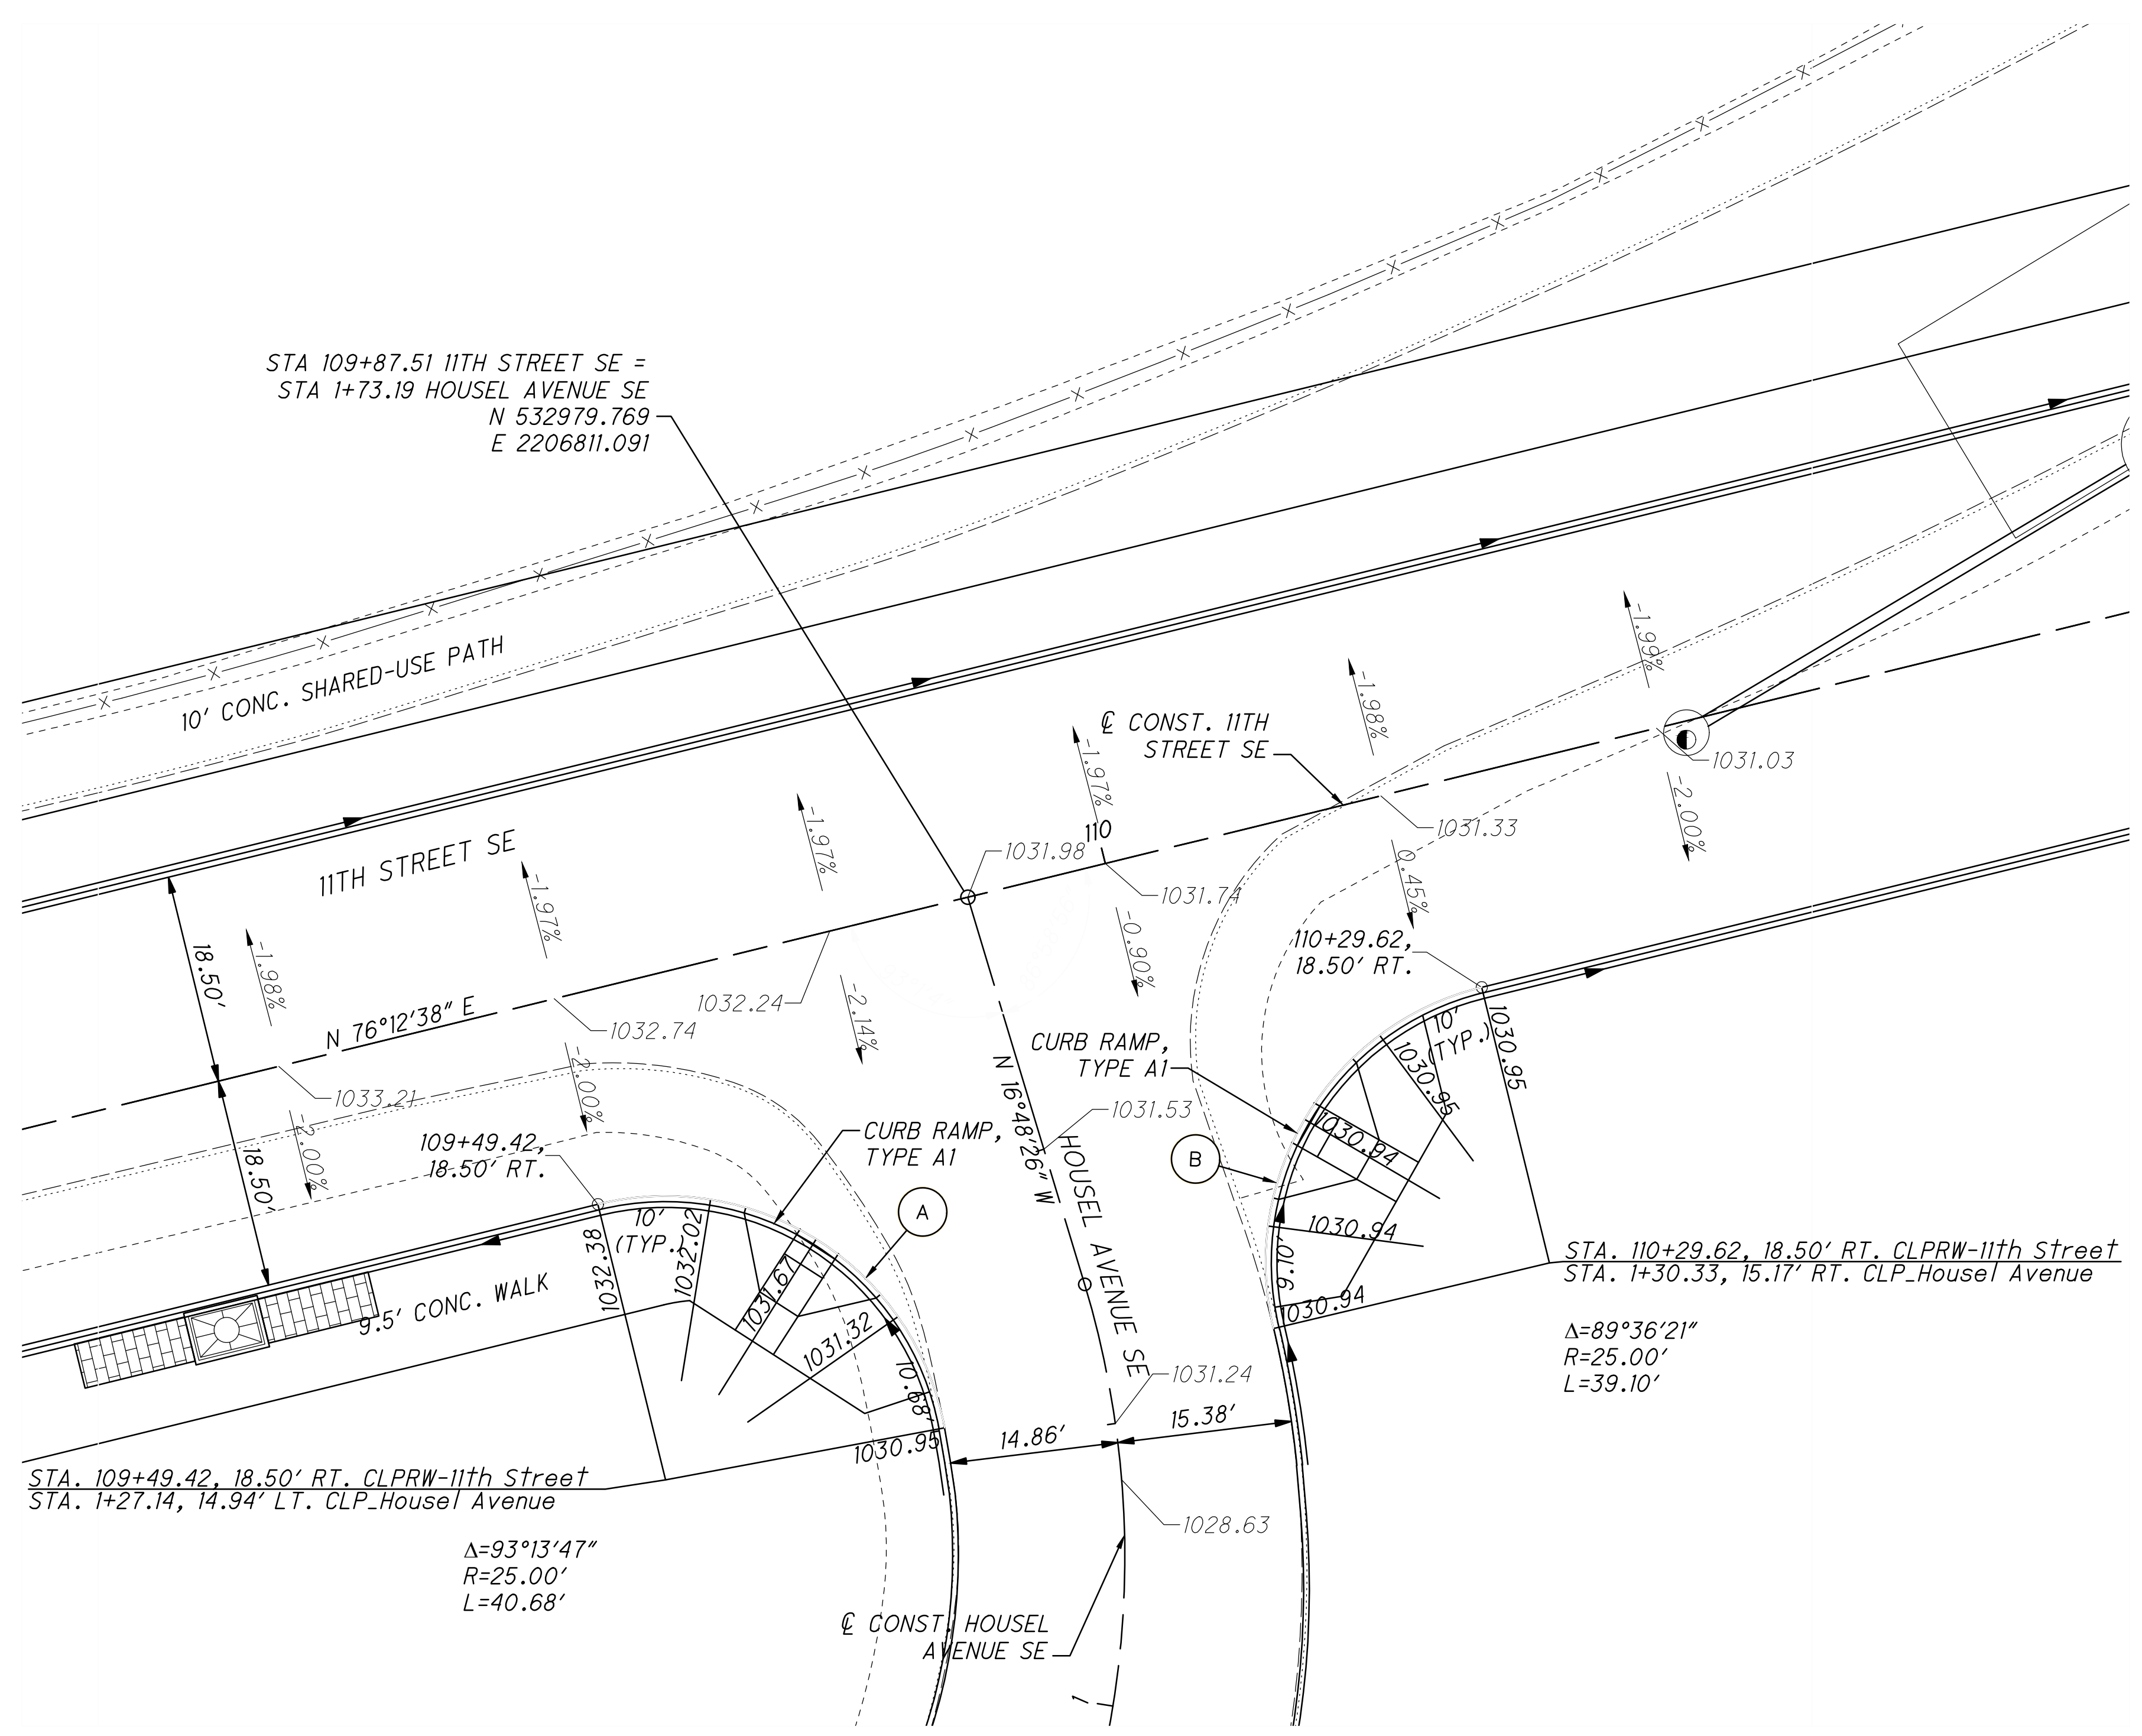 STA 109+87.51 11TH STREET SE =
STA 1+73.19 HOUSEL AVENUE SE
N 532979.769
E 2206811.091
10' CONC. SHARED-USE PATH
11TH STREET SE
℄ CONST. 11TH
STREET SE
-1.99%
-1.98%
-1.97%
-1.97%
-1.97%
-1.98%
110
1031.03
1031.33
1031.98
1031.74
1032.24
1032.74
1033.21
-2.00%
0.45%
-0.90%
-2.14%
-2.00%
-2.00%
18.50'
18.50'
N 76°12'38" E
110+29.62,
18.50' RT.
109+49.42,
18.50' RT.
CURB RAMP,
TYPE A1
CURB RAMP,
TYPE A1
N 16°48'26" W
1031.53
HOUSEL AVENUE SE
A
B
10'
(TYP.)
1030.95
1030.95
1030.94
1030.94
9.10'
1030.94
10'
(TYP.)
1032.38
1032.02
1031.67
1031.32
10.68'
1030.95
9.5' CONC. WALK
1031.24
14.86'
15.38'
1028.63
STA. 110+29.62, 18.50' RT. CLPRW-11th Street
STA. 1+30.33, 15.17' RT. CLP_Housel Avenue
Δ=89°36'21"
R=25.00'
L=39.10'
STA. 109+49.42, 18.50' RT. CLPRW-11th Street
STA. 1+27.14, 14.94' LT. CLP_Housel Avenue
Δ=93°13'47"
R=25.00'
L=40.68'
℄ CONST. HOUSEL
AVENUE SE
1